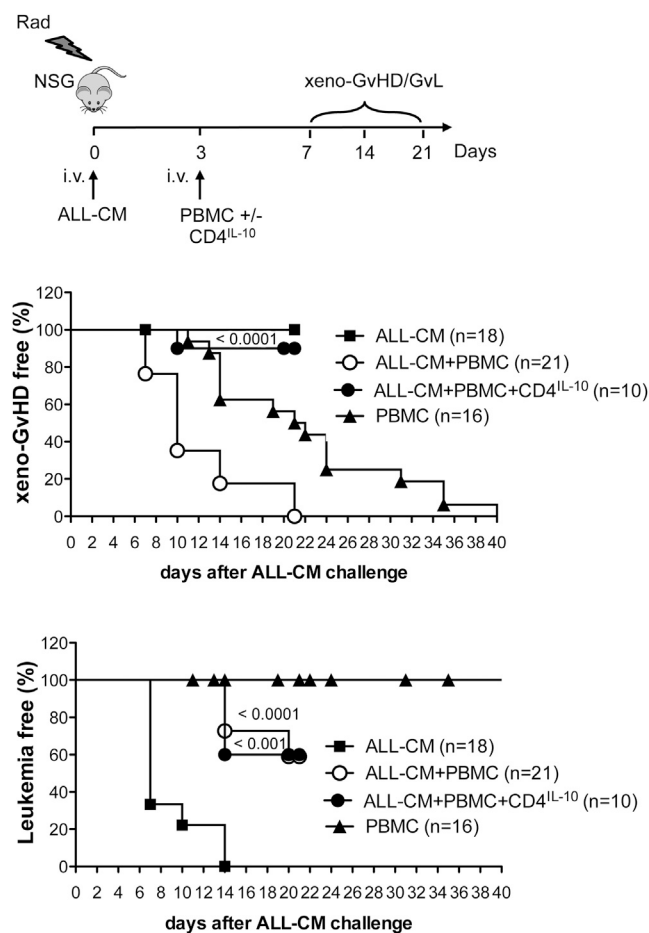 Rad
NSG
xeno-GvHD/GvL
0 3 7 14 21 Days
i.v. i.v.
ALL-CM PBMC +/-
CD4IL-10
xeno-GvHD free (%)
120
100
80
60
40
20
0
< 0.0001
ALL-CM (n=18)
ALL-CM+PBMC (n=21)
ALL-CM+PBMC+CD4IL-10 (n=10)
PBMC (n=16)
0 2 4 6 8 10 12 14 16 18 20 22 24 26 28 30 32 34 36 38 40
days after ALL-CM challenge
Leukemia free (%)
120
100
80
60
40
20
0
< 0.0001
< 0.001
ALL-CM (n=18)
ALL-CM+PBMC (n=21)
ALL-CM+PBMC+CD4IL-10 (n=10)
PBMC (n=16)
0 2 4 6 8 10 12 14 16 18 20 22 24 26 28 30 32 34 36 38 40
days after ALL-CM challenge